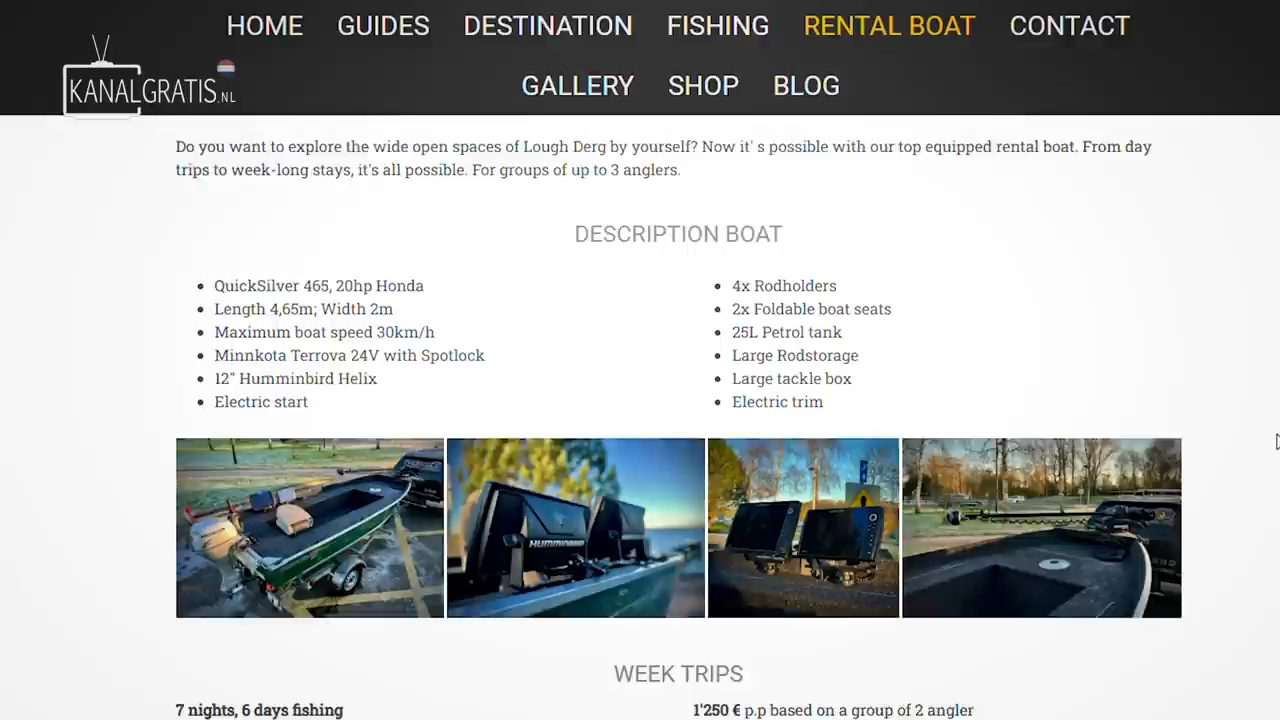 HOME GUIDES DESTINATION FISHING RENTAL BOAT CONTACT
KANALGRATIS.NL
GALLERY SHOP BLOG
Do you want to explore the wide open spaces of Lough Derg by yourself? Now it' s possible with our top equipped rental boat. From day
trips to week-long stays, it's all possible. For groups of up to 3 anglers.
DESCRIPTION BOAT
QuickSilver 465, 20hp Honda
Length 4,65m; Width 2m
Maximum boat speed 30km/h
Minnkota Terrova 24V with Spotlock
12" Humminbird Helix
Electric start
4x Rodholders
2x Foldable boat seats
25L Petrol tank
Large Rodstorage
Large tackle box
Electric trim
HUMMINBIRD
WEEK TRIPS
7 nights, 6 days fishing
1'250 € p.p based on a group of 2 angler